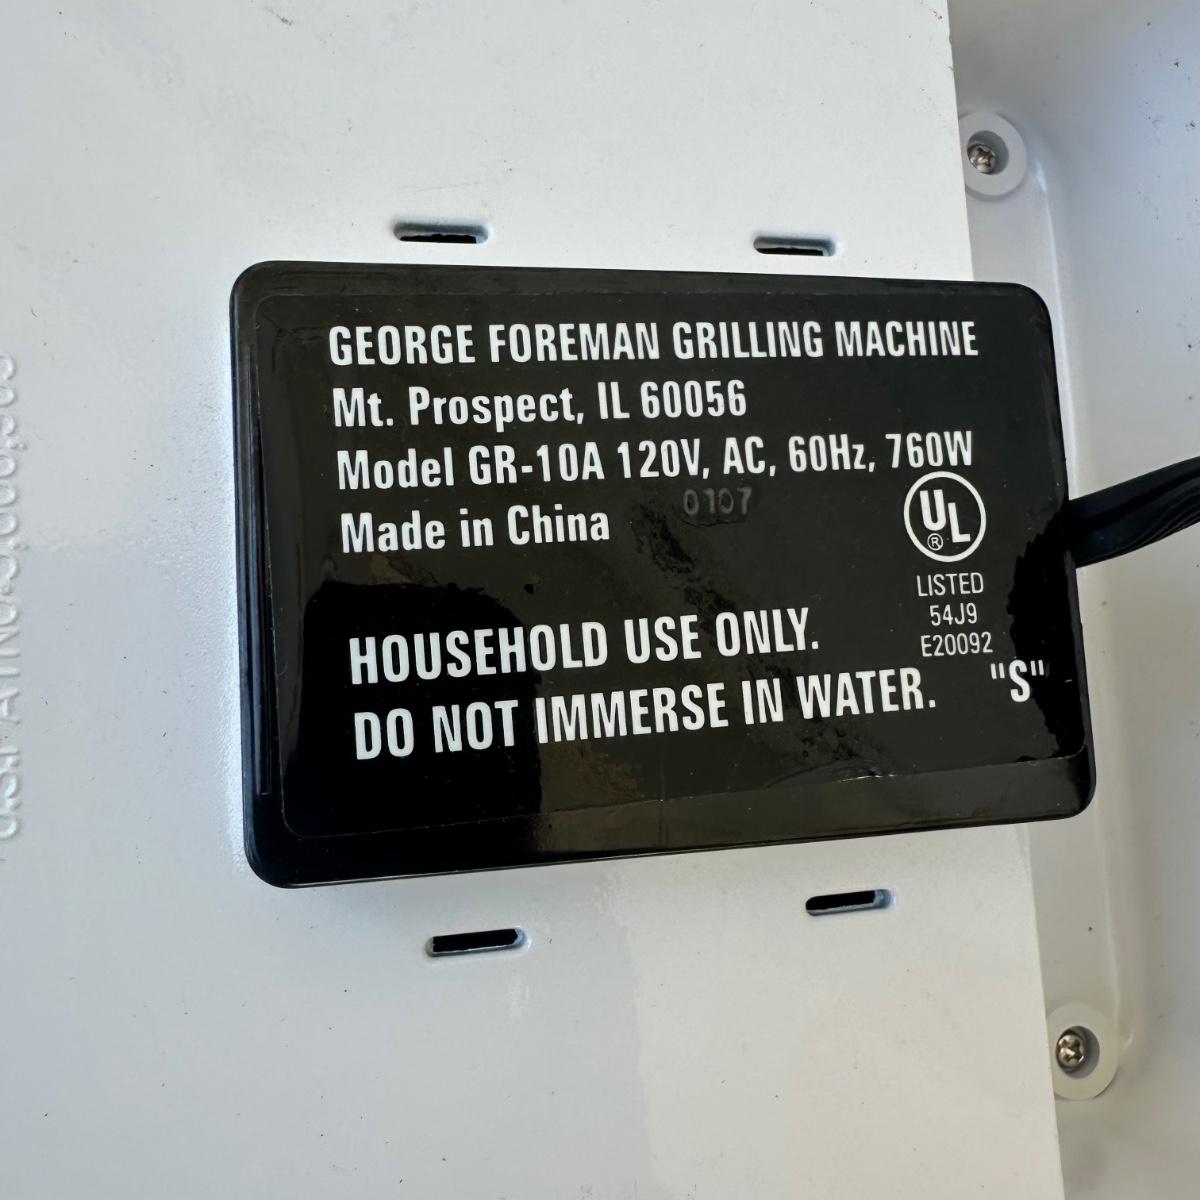 GEORGE FOREMAN GRILLING MACHINE
Mt. Prospect, IL 60056
Model GR-10A 120V, AC, 60Hz, 760W
0107
Made in China
UL
®
LISTED
54J9
E20092
HOUSEHOLD USE ONLY.
DO NOT IMMERSE IN WATER. "S"